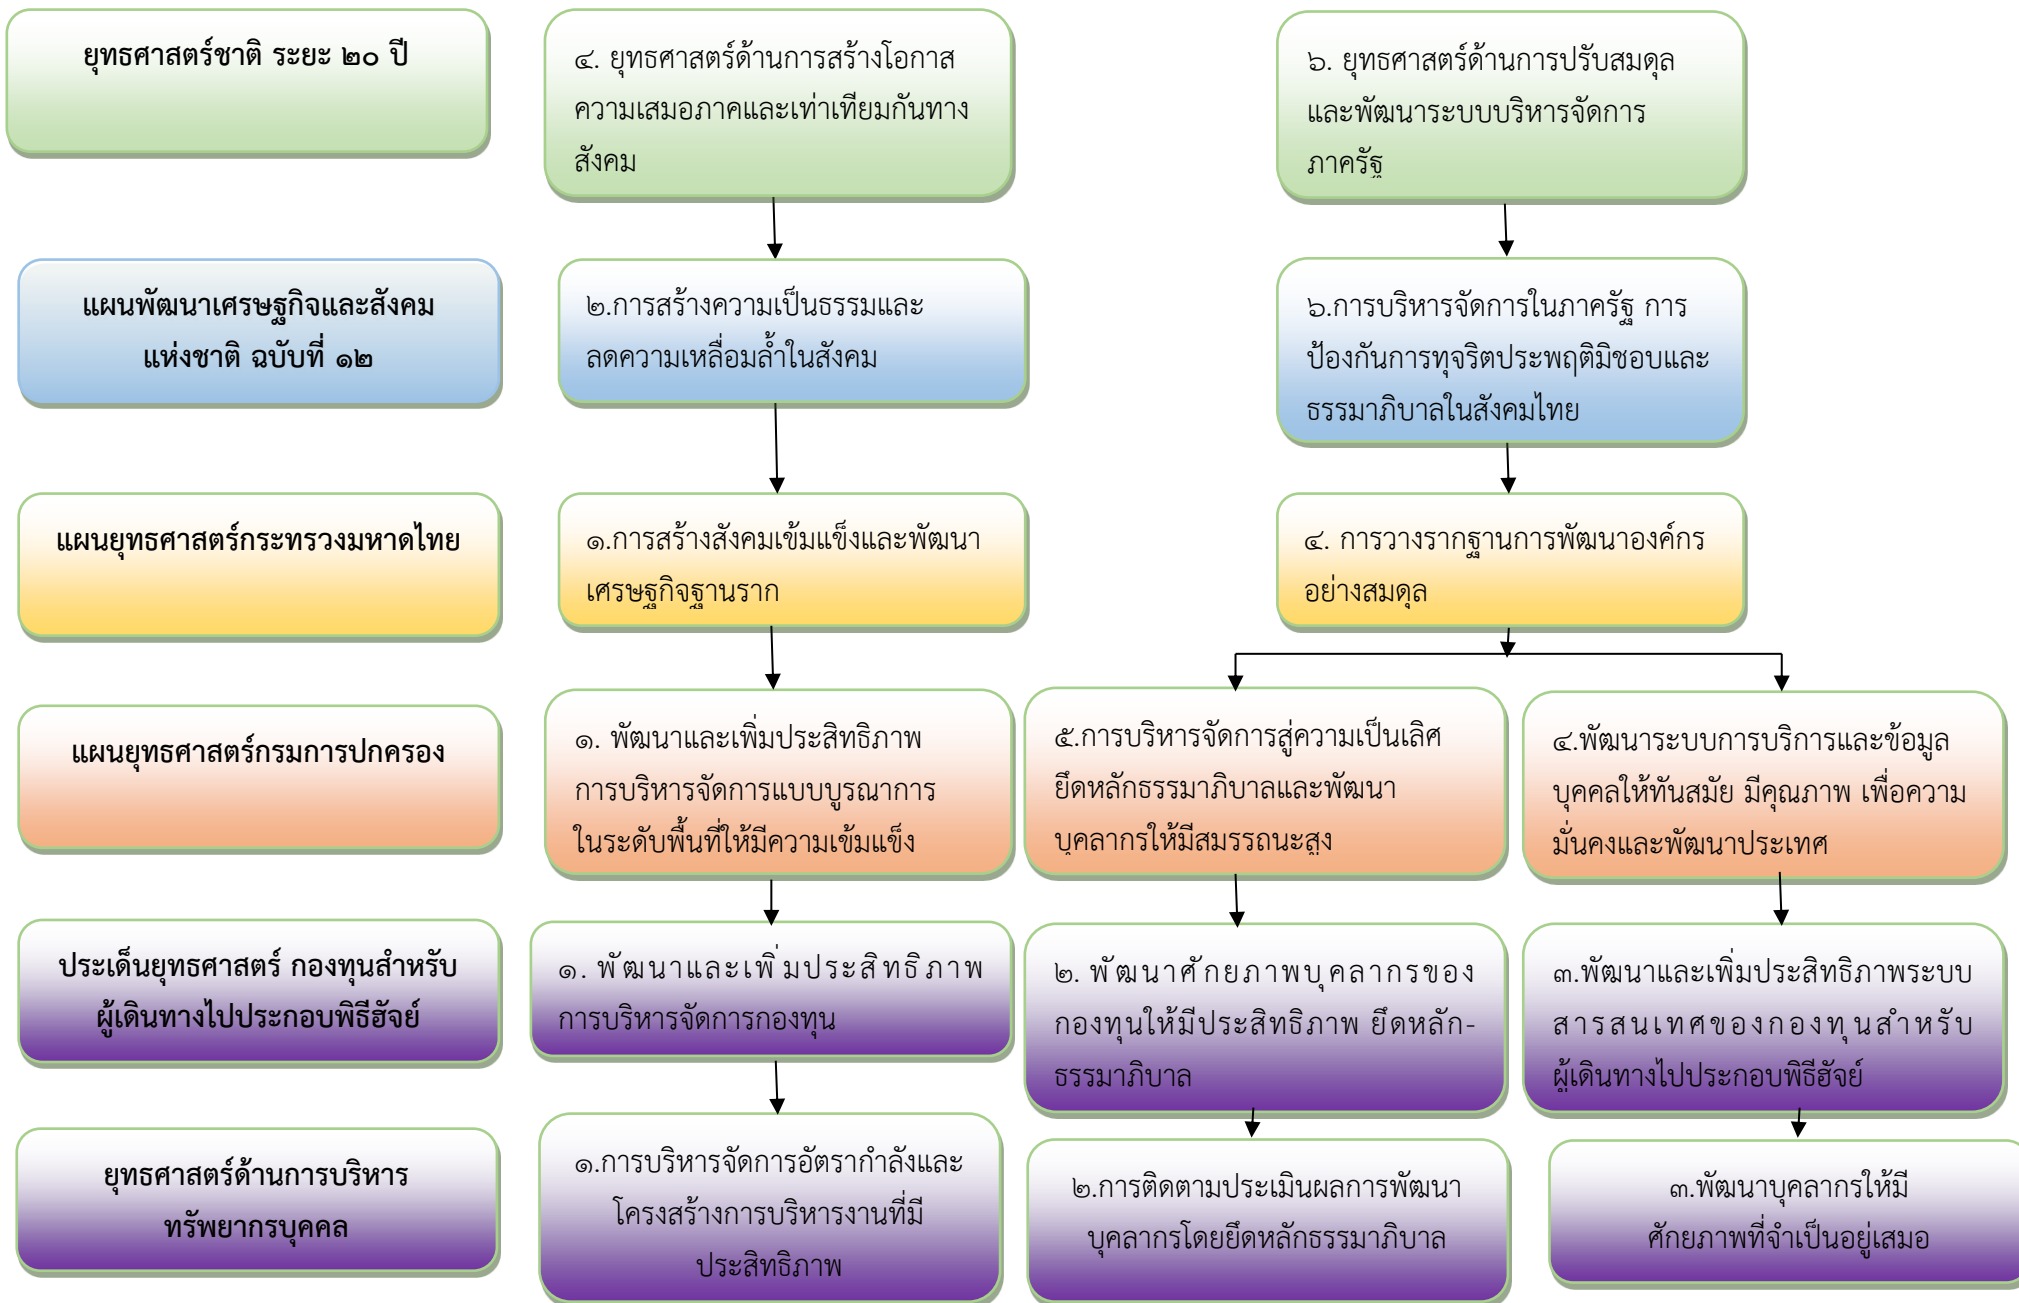 ยุทธศาสตร์ชาติ ระยะ ๒๐ ปี
๔. ยุทธศาสตร์ด้านการสร้างโอกาส
ความเสมอภาคและเท่าเทียมกันทาง
สังคม
๖. ยุทธศาสตร์ด้านการปรับสมดุล
และพัฒนาระบบบริหารจัดการ
ภาครัฐ
แผนพัฒนาเศรษฐกิจและสังคม
แห่งชาติ ฉบับที่ ๑๒
๒.การสร้างความเป็นธรรมและ
ลดความเหลื่อมล้ำในสังคม
๖.การบริหารจัดการในภาครัฐ การ
ป้องกันการทุจริตประพฤติมิชอบและ
ธรรมาภิบาลในสังคมไทย
แผนยุทธศาสตร์กระทรวงมหาดไทย
๑.การสร้างสังคมเข้มแข็งและพัฒนา
เศรษฐกิจฐานราก
๔. การวางรากฐานการพัฒนาองค์กร
อย่างสมดุล
แผนยุทธศาสตร์กรมการปกครอง
๑. พัฒนาและเพิ่มประสิทธิภาพ
การบริหารจัดการแบบบูรณาการ
ในระดับพื้นที่ให้มีความเข้มแข็ง
๕.การบริหารจัดการสู่ความเป็นเลิศ
ยึดหลักธรรมาภิบาลและพัฒนา
บุคลากรให้มีสมรรถนะสูง
๔.พัฒนาระบบการบริการและข้อมูล
บุคคลให้ทันสมัย มีคุณภาพ เพื่อความ
มั่นคงและพัฒนาประเทศ
ประเด็นยุทธศาสตร์ กองทุนสำหรับ
ผู้เดินทางไปประกอบพิธีฮัจย์
๑. พัฒนาและเพิ่มประสิทธิภาพ
การบริหารจัดการกองทุน
๒. พัฒนาศักยภาพบุคลากรของ
กองทุนให้มีประสิทธิภาพ ยึดหลัก-
ธรรมาภิบาล
๓.พัฒนาและเพิ่มประสิทธิภาพระบบ
สารสนเทศของกองทุนสำหรับ
ผู้เดินทางไปประกอบพิธีฮัจย์
ยุทธศาสตร์ด้านการบริหาร
ทรัพยากรบุคคล
๑.การบริหารจัดการอัตรากำลังและ
โครงสร้างการบริหารงานที่มี
ประสิทธิภาพ
๒.การติดตามประเมินผลการพัฒนา
บุคลากรโดยยึดหลักธรรมาภิบาล
๓.พัฒนาบุคลากรให้มี
ศักยภาพที่จำเป็นอยู่เสมอ